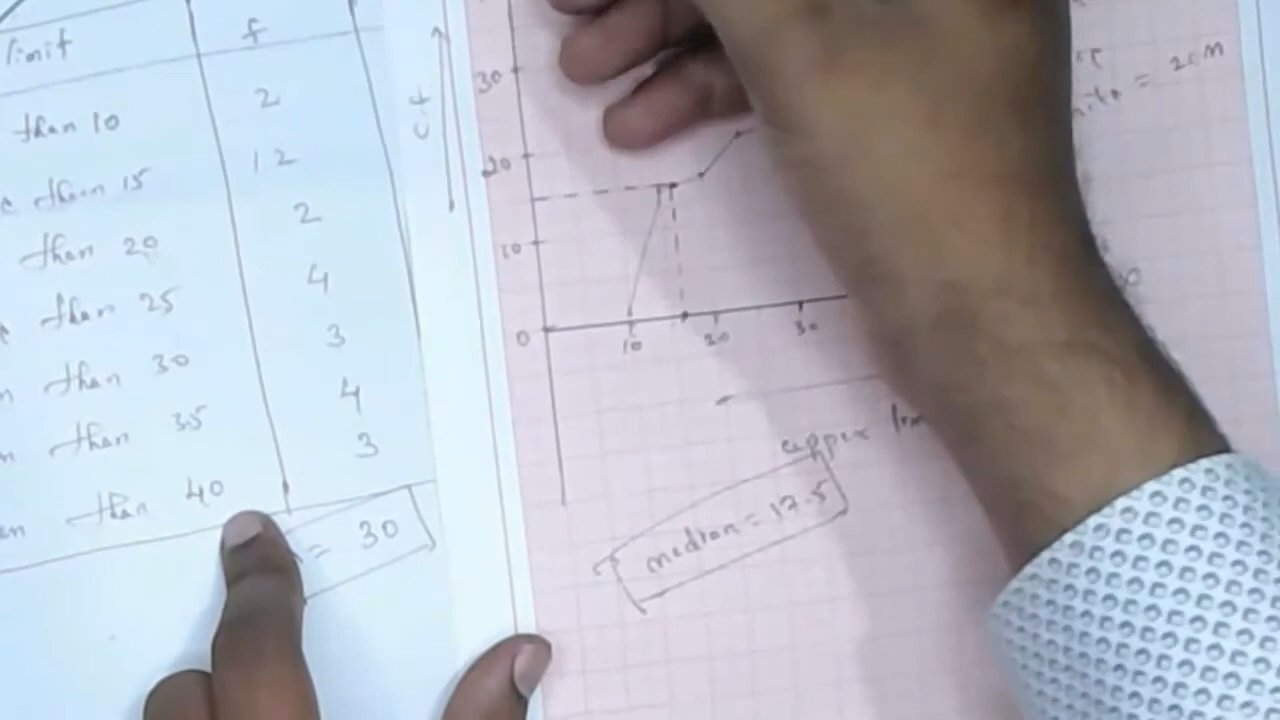 limit f
than 10 2
than 15 12
than 20 2
than 25 4
than 30 3
than 35 4
than 40 3
= 30
c.f
30
20
10
0
10 20 30
= 2cm
upper
median = 17.5